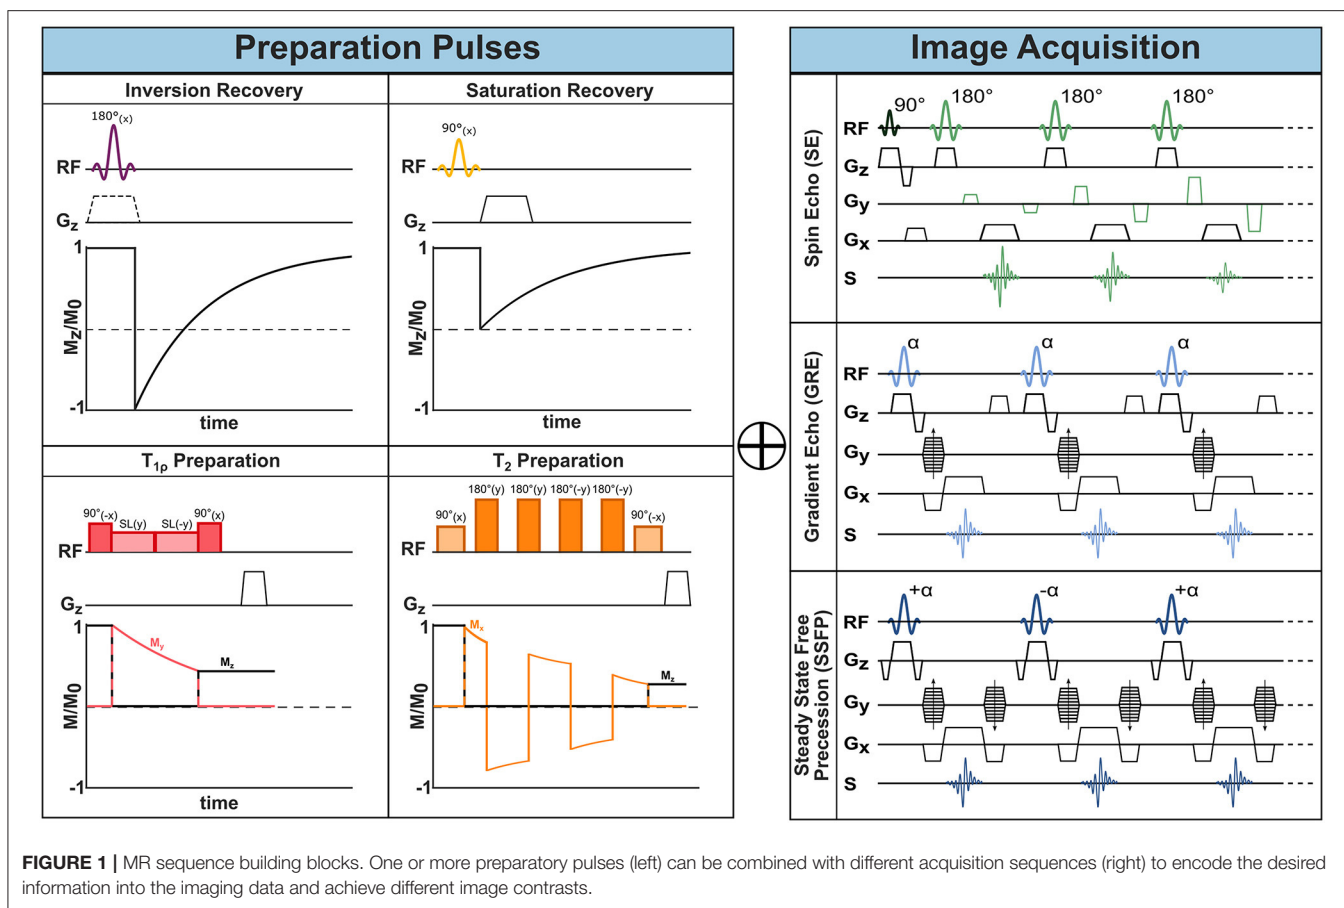 Preparation Pulses
Inversion Recovery
180°(x)
RF
Gz
1
Mz/M0
-1
time
Saturation Recovery
90°(x)
RF
Gz
1
Mz/M0
-1
time
T1ρ Preparation
90°(-x) SL(y) SL(-y) 90°(x)
RF
Gz
1
My
Mz
M/M0
-1
time
T2 Preparation
180°(y) 180°(y) 180°(-y) 180°(-y)
90°(x) 90°(-x)
RF
Gz
1
Mx
Mz
M/M0
-1
Image Acquisition
Spin Echo (SE)
90° 180° 180° 180°
RF
Gz
Gy
Gx
S
Gradient Echo (GRE)
α α α
RF
Gz
Gy
Gx
S
Steady State Free
Precession (SSFP)
+α -α +α
RF
Gz
Gy
Gx
S
FIGURE 1 | MR sequence building blocks. One or more preparatory pulses (left) can be combined with different acquisition sequences (right) to encode the desired
information into the imaging data and achieve different image contrasts.